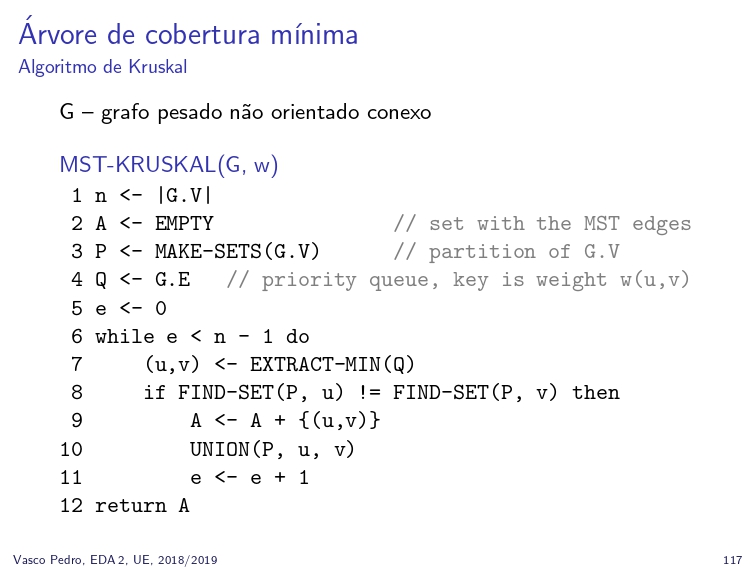 Árvore de cobertura mínima
Algoritmo de Kruskal
G – grafo pesado não orientado conexo
MST-KRUSKAL(G, w)
1 n <- |G.V|
2 A <- EMPTY // set with the MST edges
3 P <- MAKE-SETS(G.V) // partition of G.V
4 Q <- G.E // priority queue, key is weight w(u,v)
5 e <- 0
6 while e < n - 1 do
7 (u,v) <- EXTRACT-MIN(Q)
8 if FIND-SET(P, u) != FIND-SET(P, v) then
9 A <- A + {(u,v)}
10 UNION(P, u, v)
11 e <- e + 1
12 return A
Vasco Pedro, EDA 2, UE, 2018/2019 117